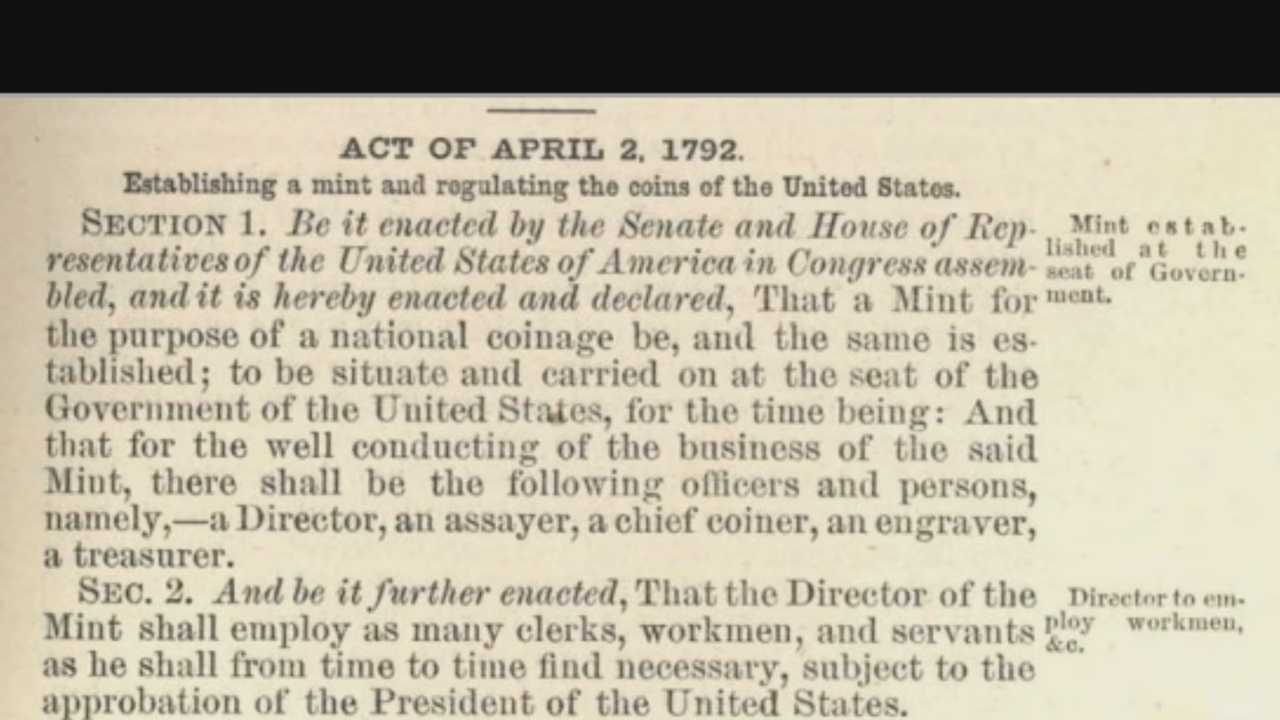 ACT OF APRIL 2, 1792.
Establishing a mint and regulating the coins of the United States.
SECTION 1. Be it enacted by the Senate and House of Rep-
resentatives of the United States of America in Congress assem-
bled, and it is hereby enacted and declared, That a Mint for
the purpose of a national coinage be, and the same is es-
tablished; to be situate and carried on at the seat of the
Government of the United States, for the time being: And
that for the well conducting of the business of the said
Mint, there shall be the following officers and persons,
namely,—a Director, an assayer, a chief coiner, an engraver,
a treasurer.
Mint estab-
lished at the
seat of Govern-
ment.
SEC. 2. And be it further enacted, That the Director of the
Mint shall employ as many clerks, workmen, and servants
as he shall from time to time find necessary, subject to the
approbation of the President of the United States.
Director to em-
ploy workmen,
&c.